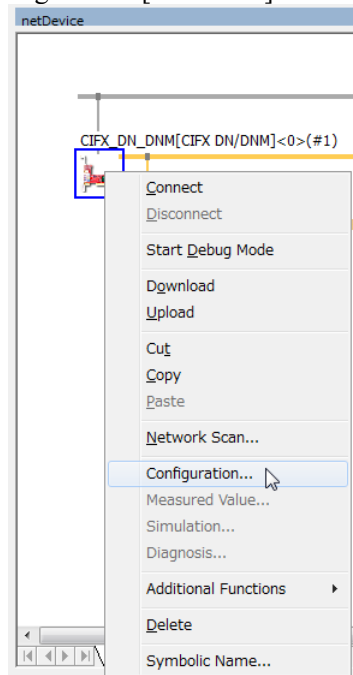 netDevice
CIFX_DN_DNM[CIFX DN/DNM]<0>(#1)
Connect
Disconnect
Start Debug Mode
Download
Upload
Cut
Copy
Paste
Network Scan...
Configuration...
Measured Value...
Simulation...
Diagnosis...
Additional Functions
Delete
Symbolic Name...